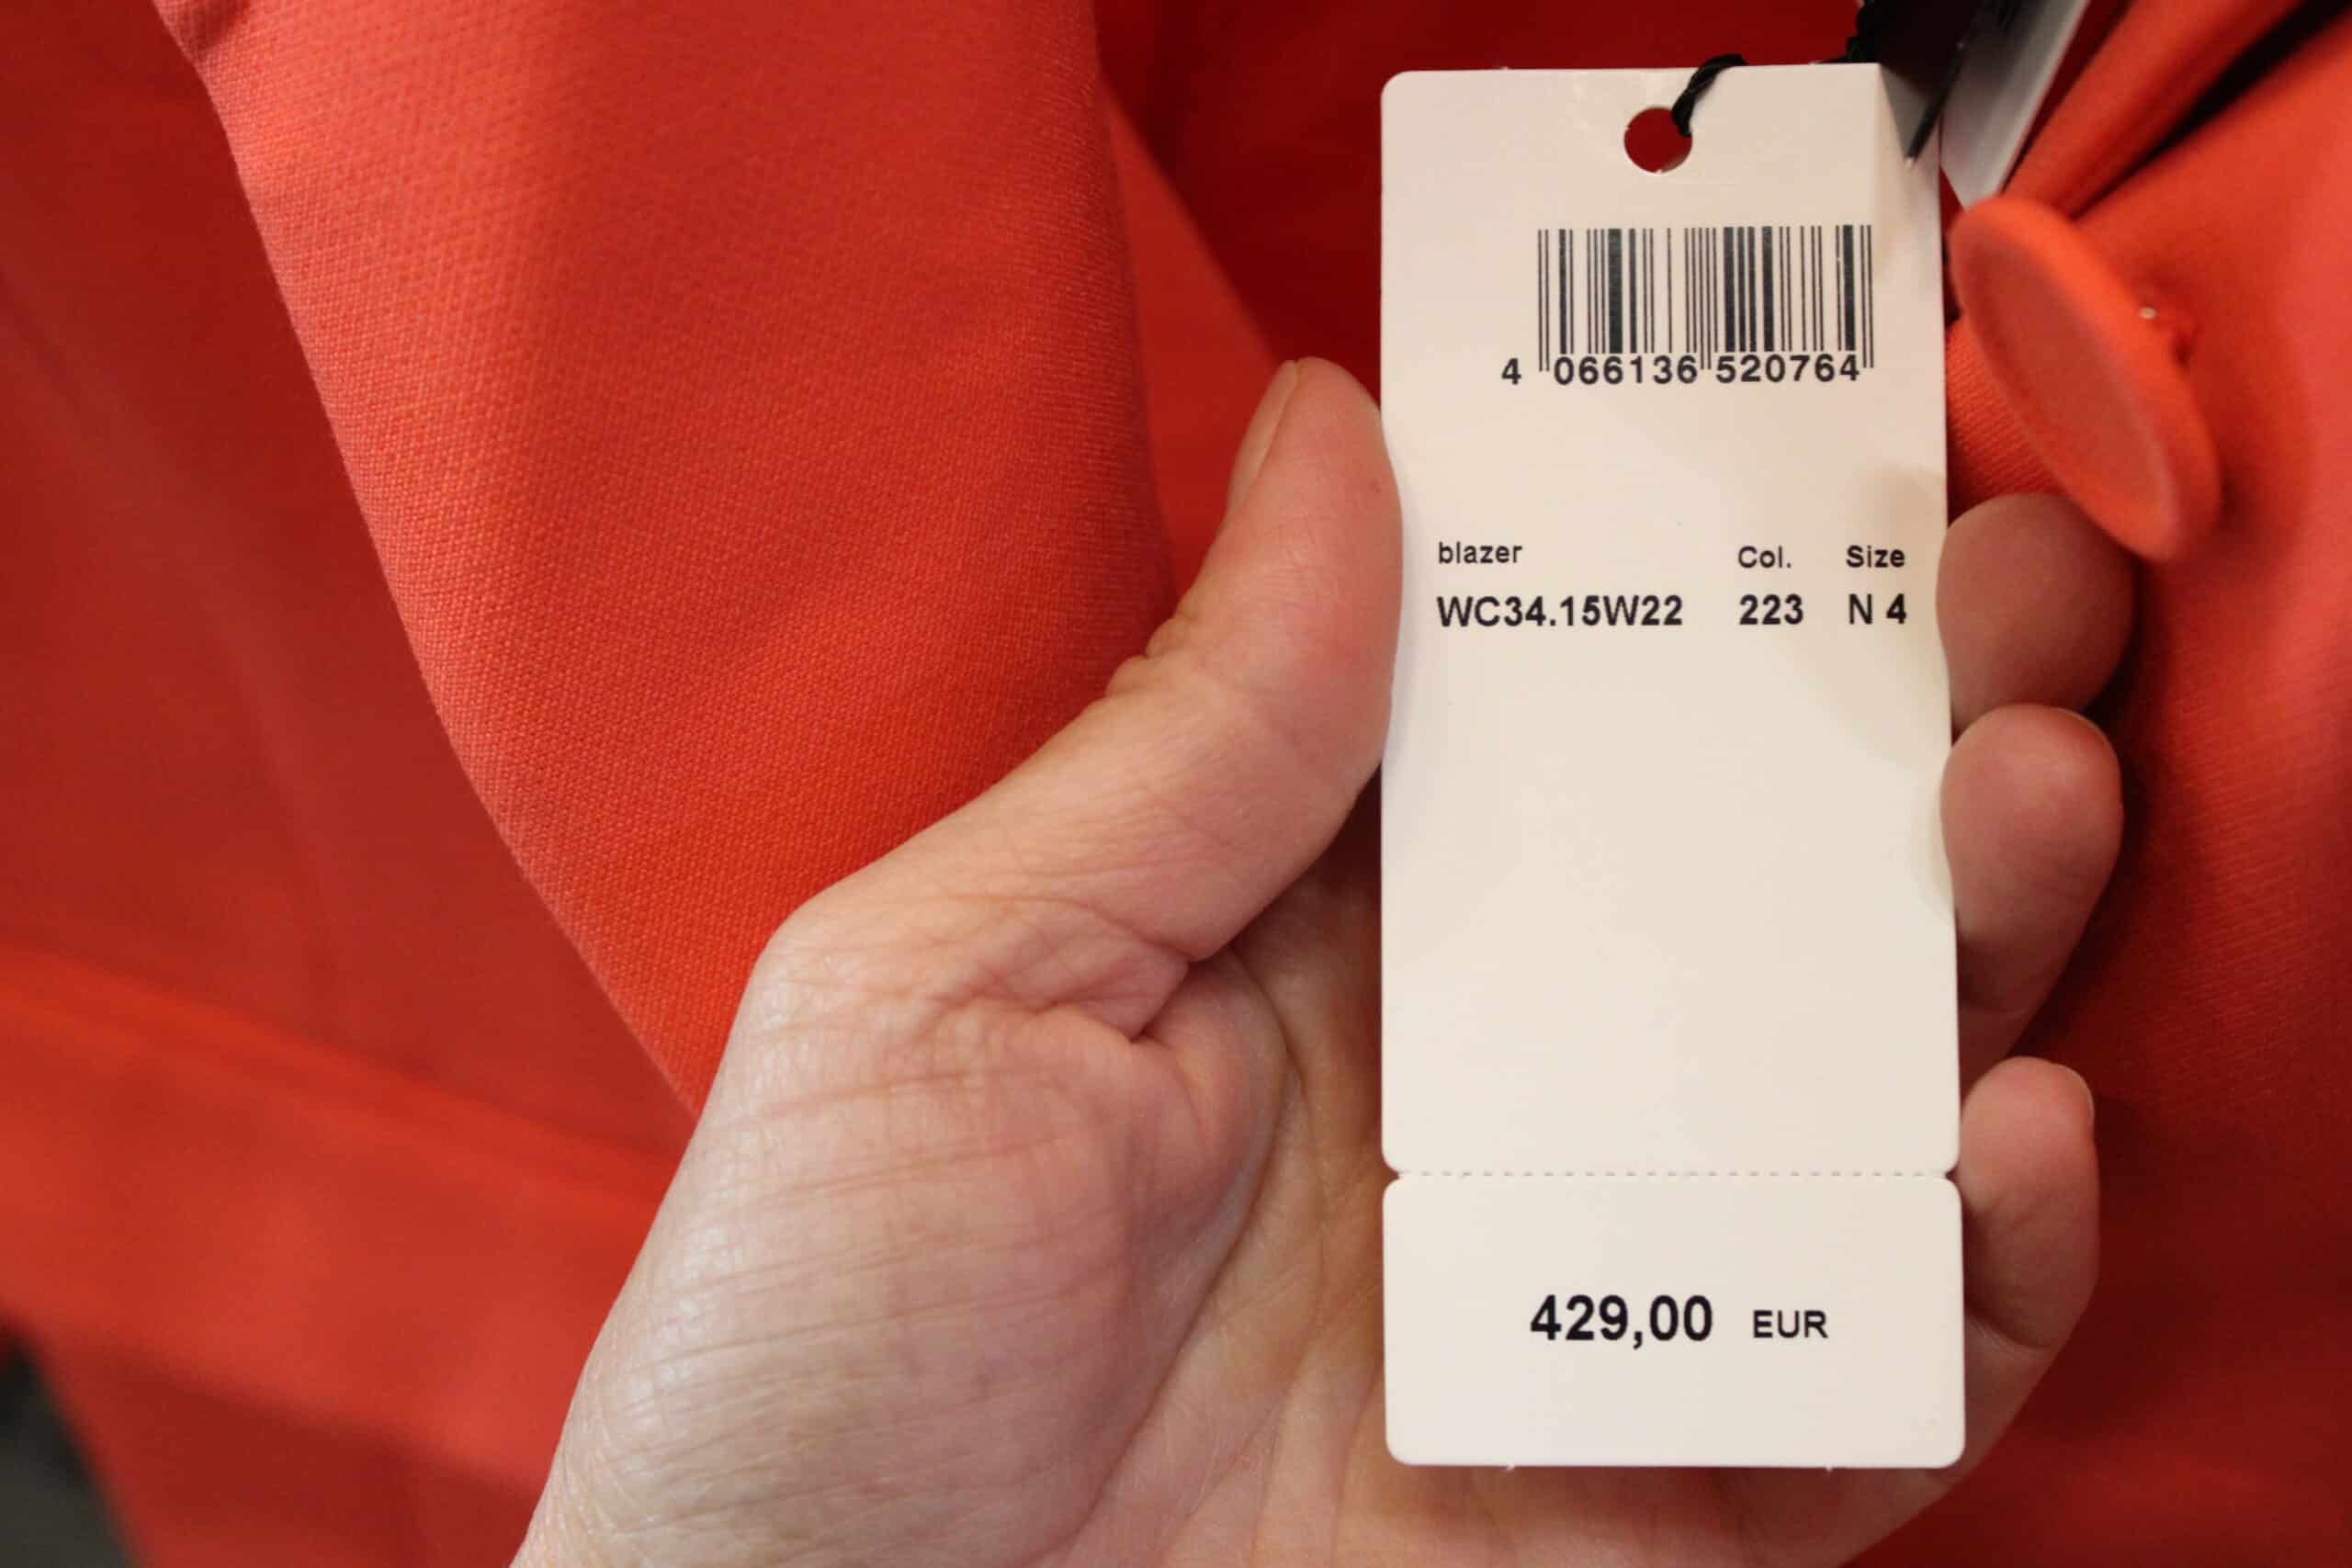 4 066136 520764
blazer Col. Size
WC34.15W22 223 N 4
429,00 EUR